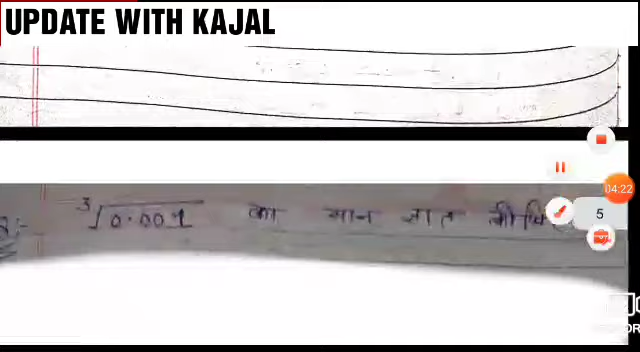 UPDATE WITH KAJAL
04:22
∛0.001 का मान ज्ञात कीजि
5